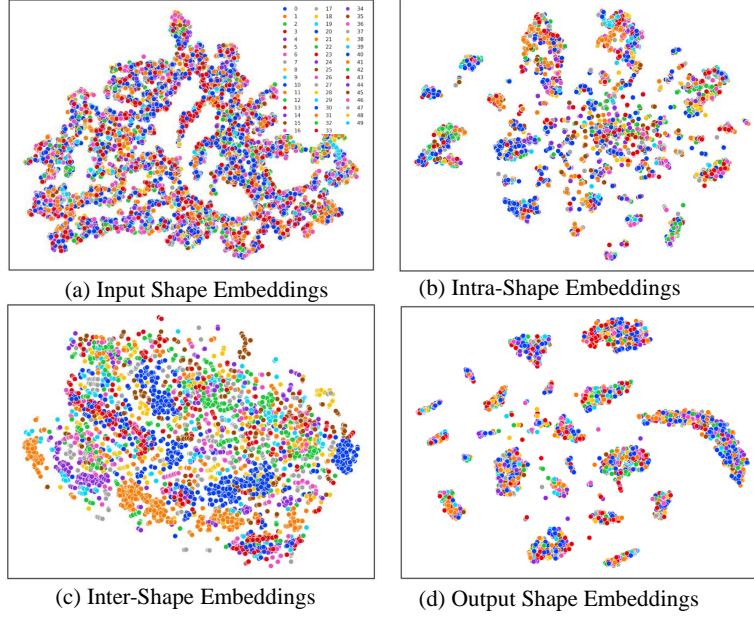 0 17 34
1 18 35
2 19 36
3 20 37
4 21 38
5 22 39
6 23 40
7 24 41
8 25 42
9 26 43
10 27 44
11 28 45
12 29 46
13 30 47
14 31 48
15 32 49
16 33
(a) Input Shape Embeddings
(b) Intra-Shape Embeddings
(c) Inter-Shape Embeddings
(d) Output Shape Embeddings